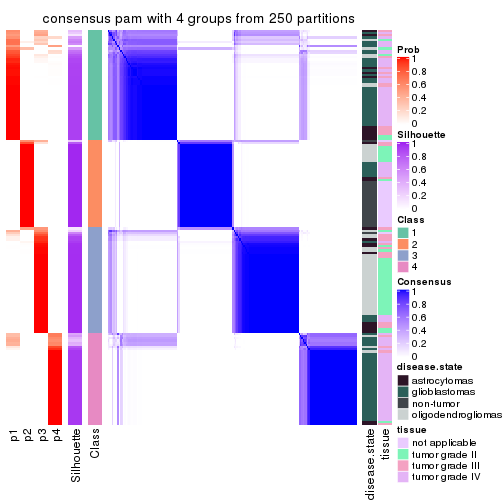 consensus pam with 4 groups from 250 partitions
Prob
1
0.8
0.6
0.4
0.2
0
Silhouette
1
0.8
0.6
0.4
0.2
0
Class
1
2
3
4
Consensus
1
0.8
0.6
0.4
0.2
0
disease.state
astrocytomas
glioblastomas
non-tumor
oligodendrogliomas
tissue
not applicable
tumor grade II
tumor grade III
tumor grade IV
p1
p2
p3
p4
Silhouette
Class
disease.state
tissue